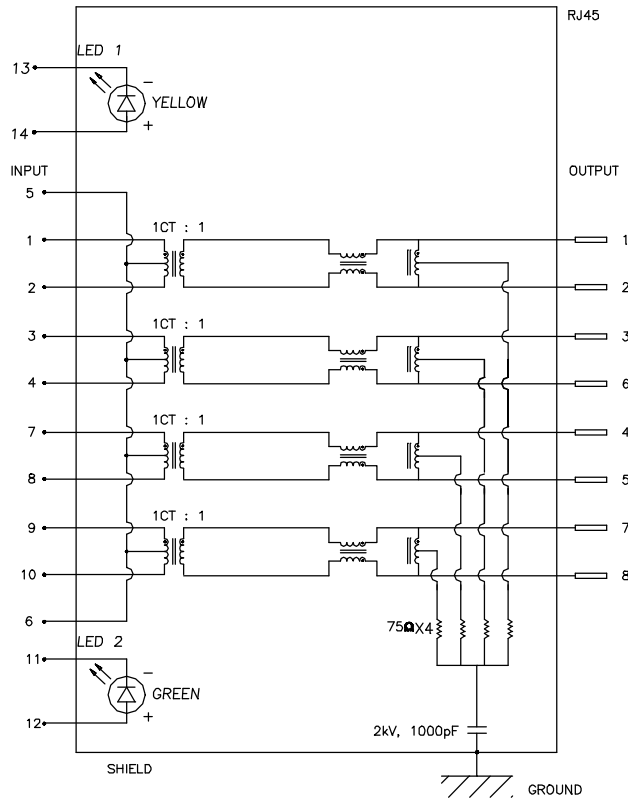 RJ45
LED 1
13
−
YELLOW
+
14
INPUT
OUTPUT
5
1CT : 1
1
1
2
2
1CT : 1
3
3
4
6
1CT : 1
7
4
8
5
1CT : 1
9
7
10
8
6
75ΩX4
LED 2
11
−
GREEN
+
12
2kV, 1000pF
SHIELD
GROUND